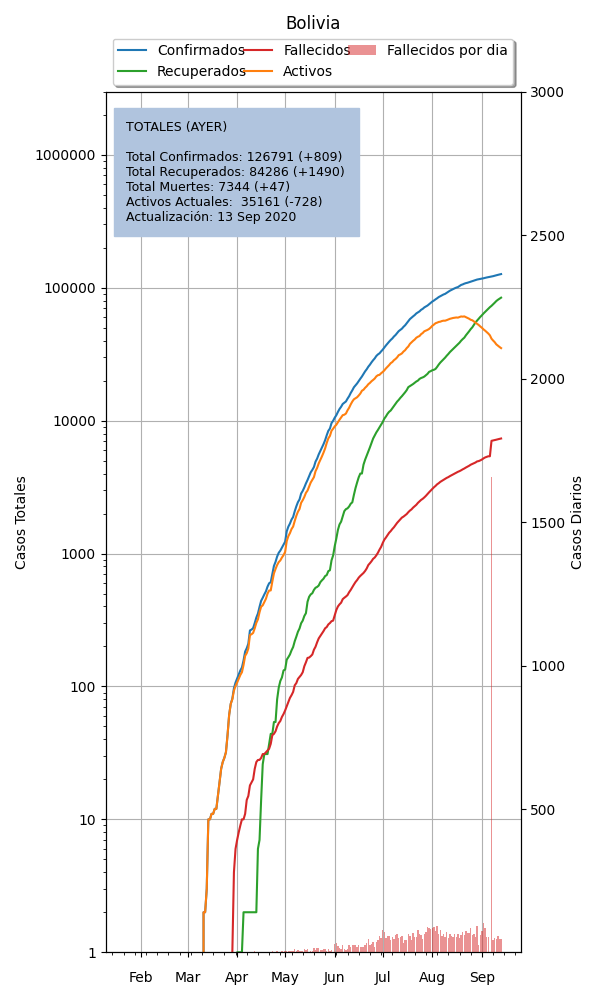 Bolivia
Confirmados
Recuperados
Fallecidos
Activos
Fallecidos por dia
TOTALES (AYER)
Total Confirmados: 126791 (+809)
Total Recuperados: 84286 (+1490)
Total Muertes: 7344 (+47)
Activos Actuales:  35161 (-728)
Actualización: 13 Sep 2020
Casos Totales
1000000
100000
10000
1000
100
10
1
3000
2500
2000
1500
1000
500
Casos Diarios
Feb Mar Apr May Jun Jul Aug Sep